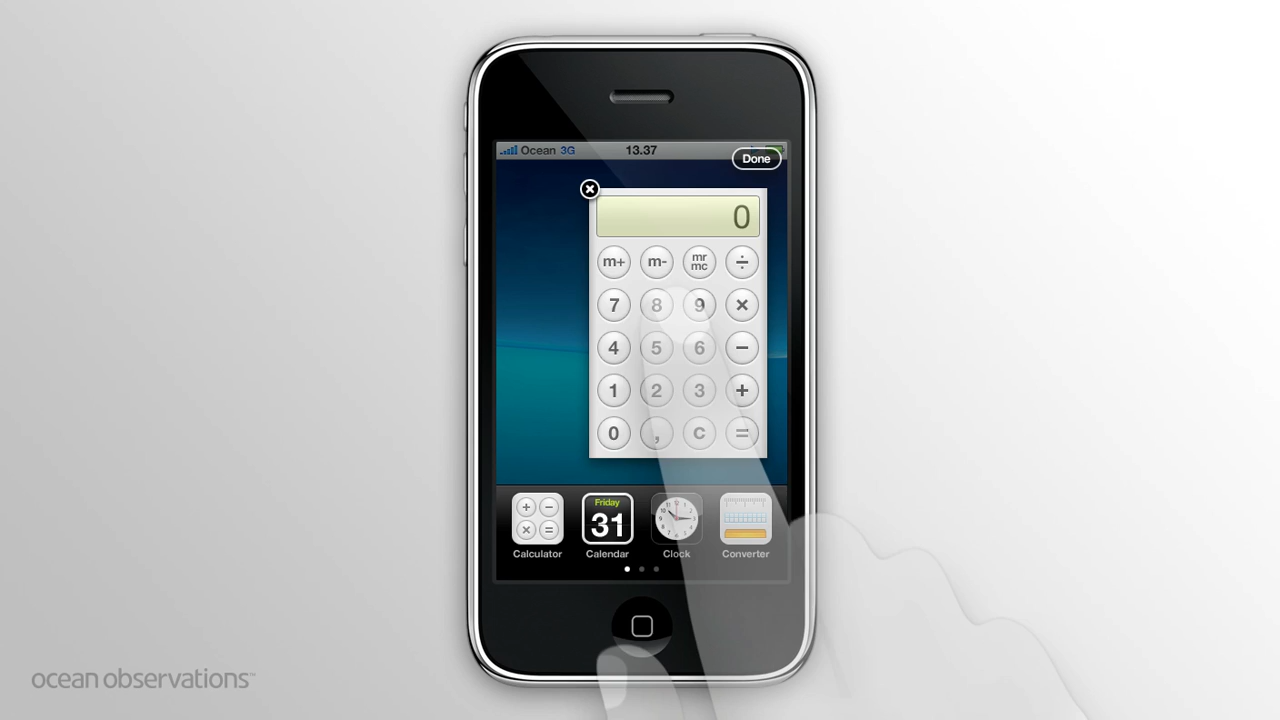 Ocean 3G 13.37
Done
0
m+ m- mr mc ÷
7 8 9 ×
4 5 6 −
1 2 3 +
0 , C =
+ −
× =
Friday
31
Calculator Calendar Clock Converter
ocean observations™